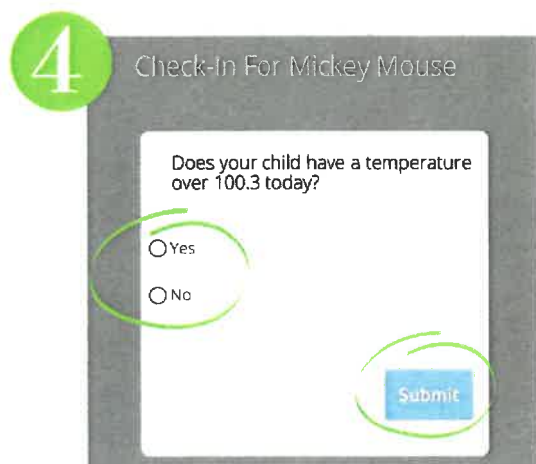 4
Check-In For Mickey Mouse
Does your child have a temperature
over 100.3 today?
Yes
No
Submit